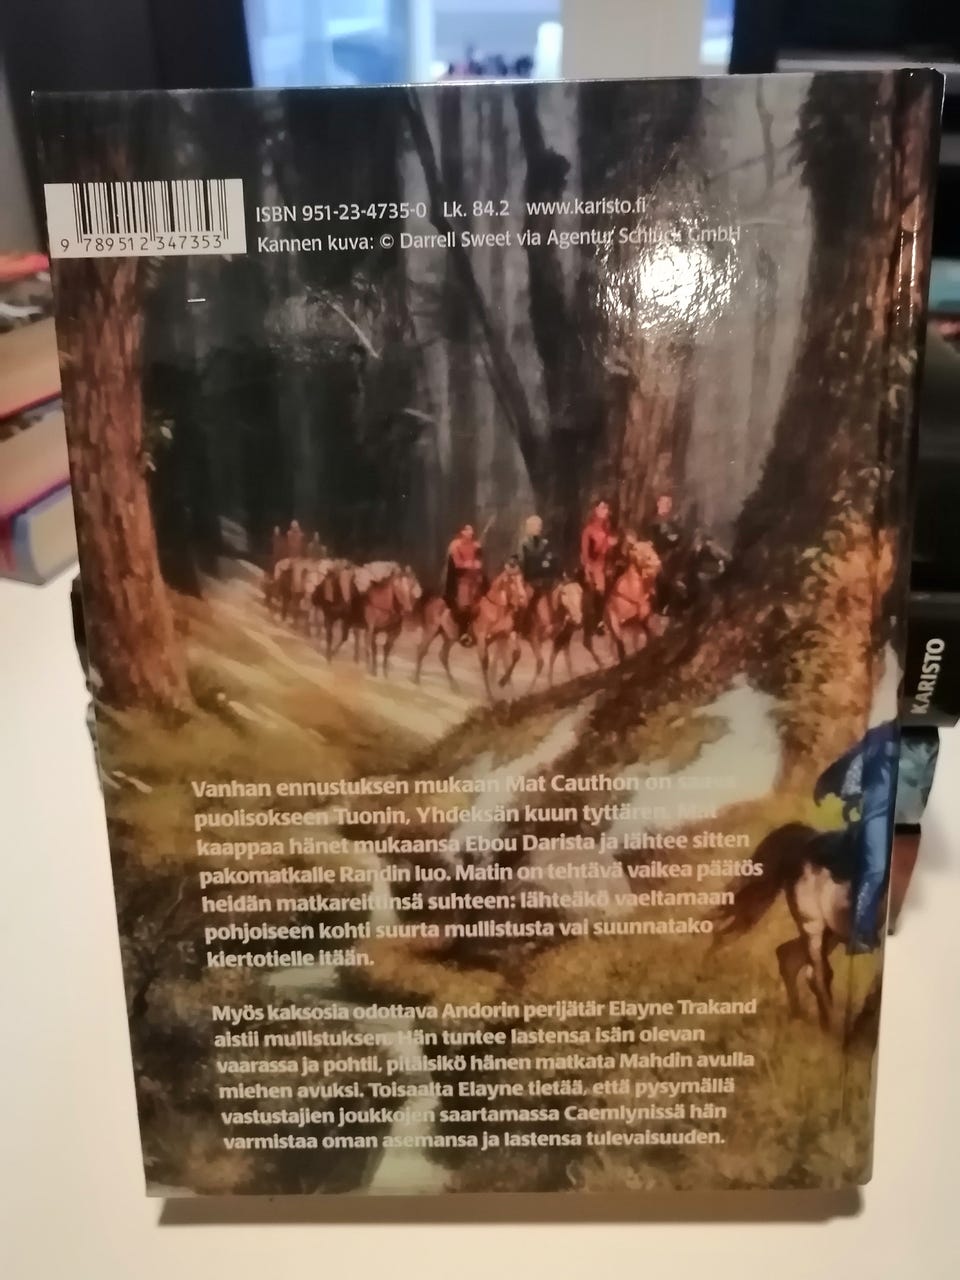 ISBN 951-23-4735-0 Lk. 84.2 www.karisto.fi
Kannen kuva: © Darrell Sweet via Agentur Schlück GmbH
9 789512 347353
KARISTO
Vanhan ennustuksen mukaan Mat Cauthon on saava
puolisokseen Tuonin, Yhdeksän kuun tyttären. Mat
kaappaa hänet mukaansa Ebou Darista ja lähtee sitten
pakomatkalle Randin luo. Matin on tehtävä vaikea päätös
heidän matkareittinsä suhteen: lähteäkö vaeltamaan
pohjoiseen kohti suurta mullistusta vai suunnatako
kiertotielle itään.
Myös kaksosia odottava Andorin perijätär Elayne Trakand
aistii mullistuksen. Hän tuntee lastensa isän olevan
vaarassa ja pohtii, pitäisikö hänen matkata Mahdin avulla
miehen avuksi. Toisaalta Elayne tietää, että pysymällä
vastustajien joukkojen saartamassa Caemlynissä hän
varmistaa oman asemansa ja lastensa tulevaisuuden.